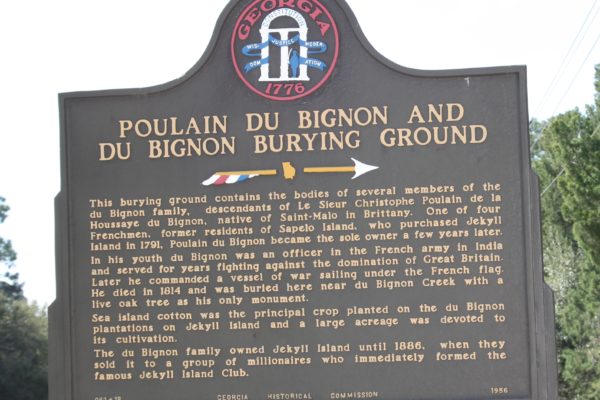 GEORGIA
CONSTITUTION
WISDOM JUSTICE MODERATION
1776
POULAIN DU BIGNON AND
DU BIGNON BURYING GROUND
This burying ground contains the bodies of several members of the
du Bignon family, descendants of Le Sieur Christophe Poulain de la
Houssaye du Bignon, native of Saint-Malo in Brittany. One of four
Frenchmen, former residents of Sapelo Island, who purchased Jekyll
Island in 1791, Poulain du Bignon became the sole owner a few years later.
In his youth du Bignon was an officer in the French army in India
and served for years fighting against the domination of Great Britain.
Later he commanded a vessel of war sailing under the French flag.
He died in 1814 and was buried here near du Bignon Creek with a
live oak tree as his only monument.
Sea island cotton was the principal crop planted on the du Bignon
plantations on Jekyll Island and a large acreage was devoted to
its cultivation.
The du Bignon family owned Jekyll Island until 1886, when they
sold it to a group of millionaires who immediately formed the
famous Jekyll Island Club.
GEORGIA HISTORICAL COMMISSION 1956